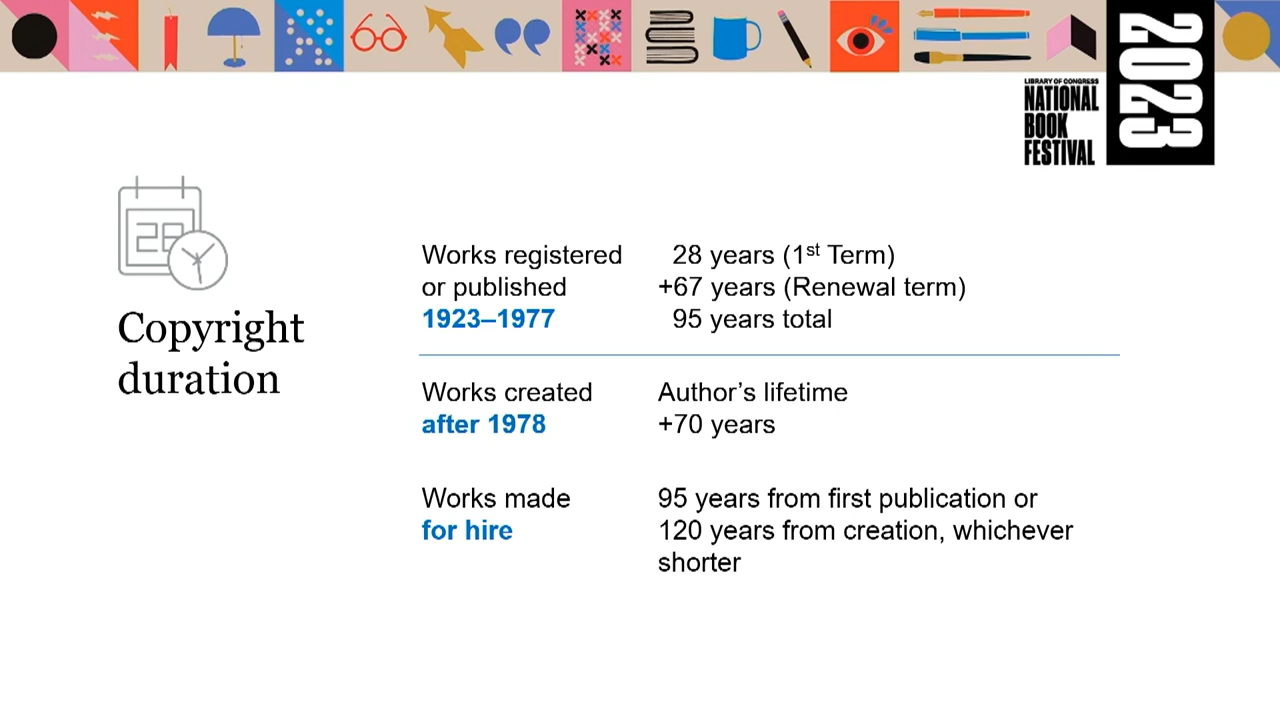 LIBRARY OF CONGRESS
NATIONAL
BOOK
FESTIVAL
2023
28
Copyright
duration
Works registered
or published
1923–1977
28 years (1st Term)
+67 years (Renewal term)
95 years total
Works created
after 1978
Author’s lifetime
+70 years
Works made
for hire
95 years from first publication or
120 years from creation, whichever
shorter